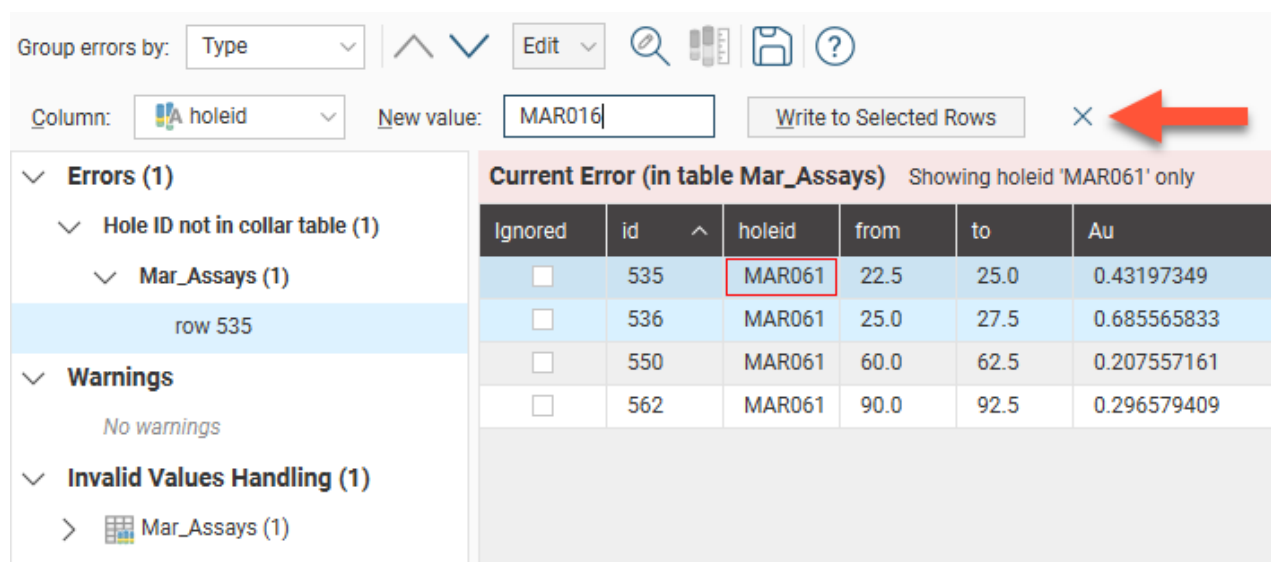 Group errors by: Type Edit ?
Column: A holeid New value: MAR016 Write to Selected Rows
Errors (1)
Hole ID not in collar table (1)
Mar_Assays (1)
row 535
Warnings
No warnings
Invalid Values Handling (1)
Mar_Assays (1)
Current Error (in table Mar_Assays) Showing holeid 'MAR061' only
Ignored id holeid from to Au
535 MAR061 22.5 25.0 0.43197349
536 MAR061 25.0 27.5 0.685565833
550 MAR061 60.0 62.5 0.207557161
562 MAR061 90.0 92.5 0.296579409